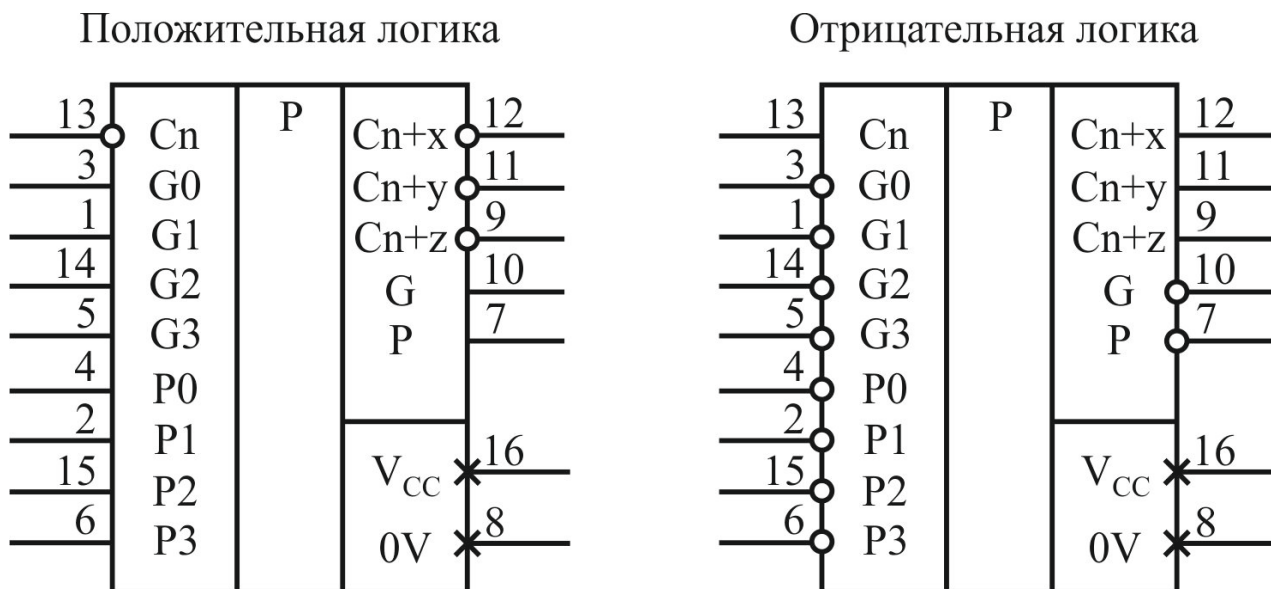 Положительная логика
Отрицательная логика
13 Cn P Cn+x 12
3 G0 Cn+y 11
1 G1 Cn+z 9
14 G2 G 10
5 G3 P 7
4 P0
2 P1
15 P2 VCC 16
6 P3 0V 8
13 Cn P Cn+x 12
3 G0 Cn+y 11
1 G1 Cn+z 9
14 G2 G 10
5 G3 P 7
4 P0
2 P1
15 P2 VCC 16
6 P3 0V 8